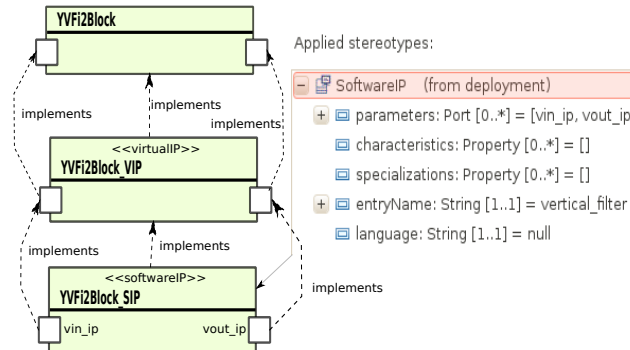 YVFi2Block
implements
implements
implements
<<virtualIP>>
YVFi2Block_VIP
implements
implements
implements
<<softwareIP>>
YVFi2Block_SIP
vin_ip
vout_ip
Applied stereotypes:
SoftwareIP (from deployment)
parameters: Port [0..*] = [vin_ip, vout_ip
characteristics: Property [0..*] = []
specializations: Property [0..*] = []
entryName: String [1..1] = vertical_filter
language: String [1..1] = null